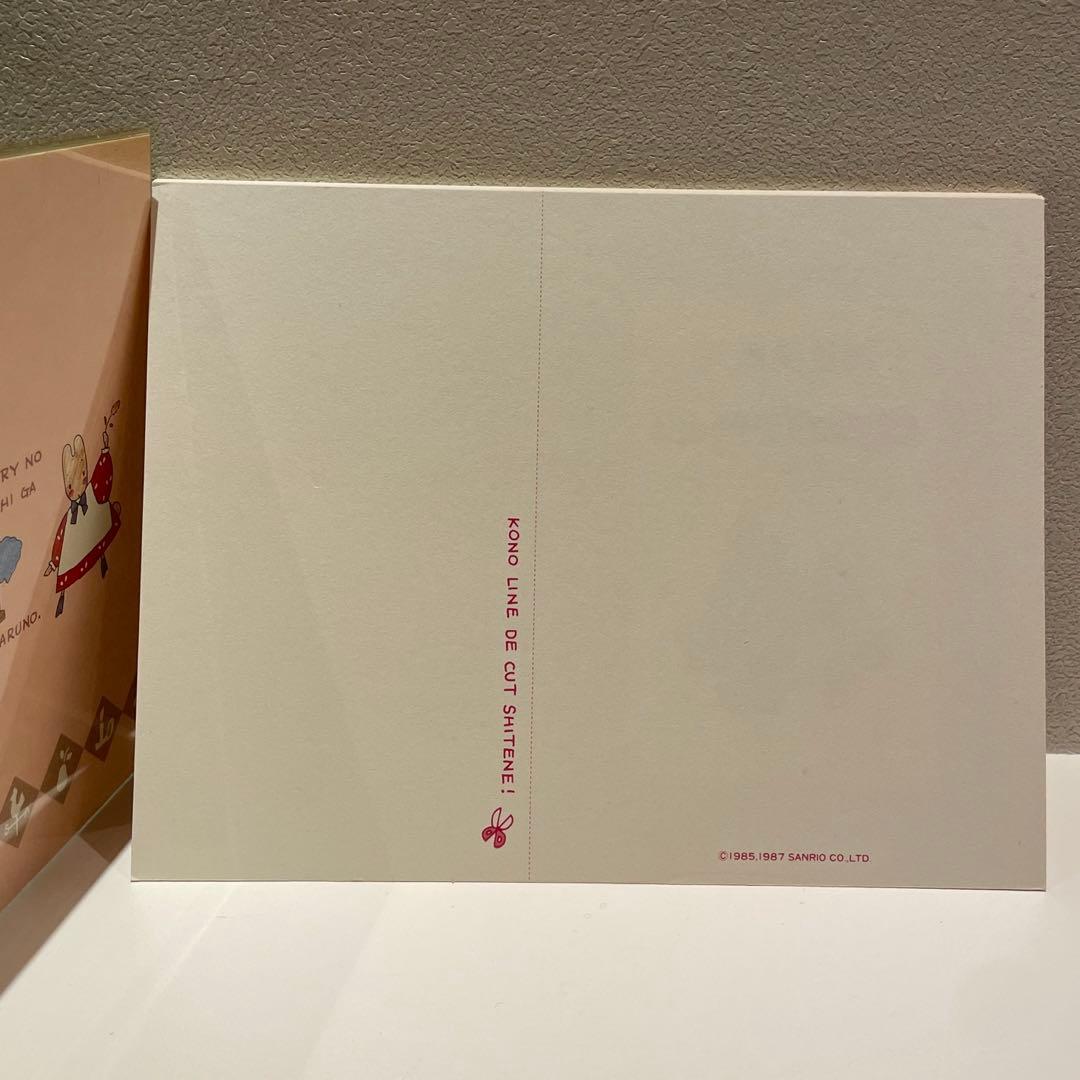 RY NO
HI GA
ARUNO.
KONO LINE DE CUT SHITENE!
©1985,1987 SANRIO CO.,LTD.